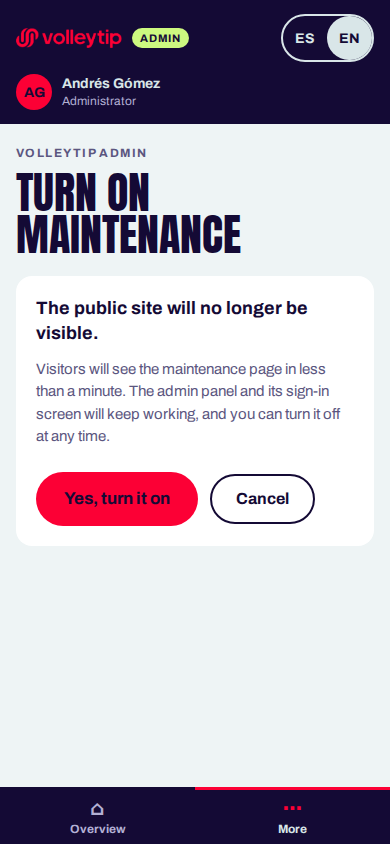 volleytip ADMIN ES EN
AG Andrés Gómez
Administrator
VOLLEYTIP ADMIN
TURN ON
MAINTENANCE
The public site will no longer be
visible.
Visitors will see the maintenance page in less
than a minute. The admin panel and its sign-in
screen will keep working, and you can turn it off
at any time.
Yes, turn it on Cancel
Overview More